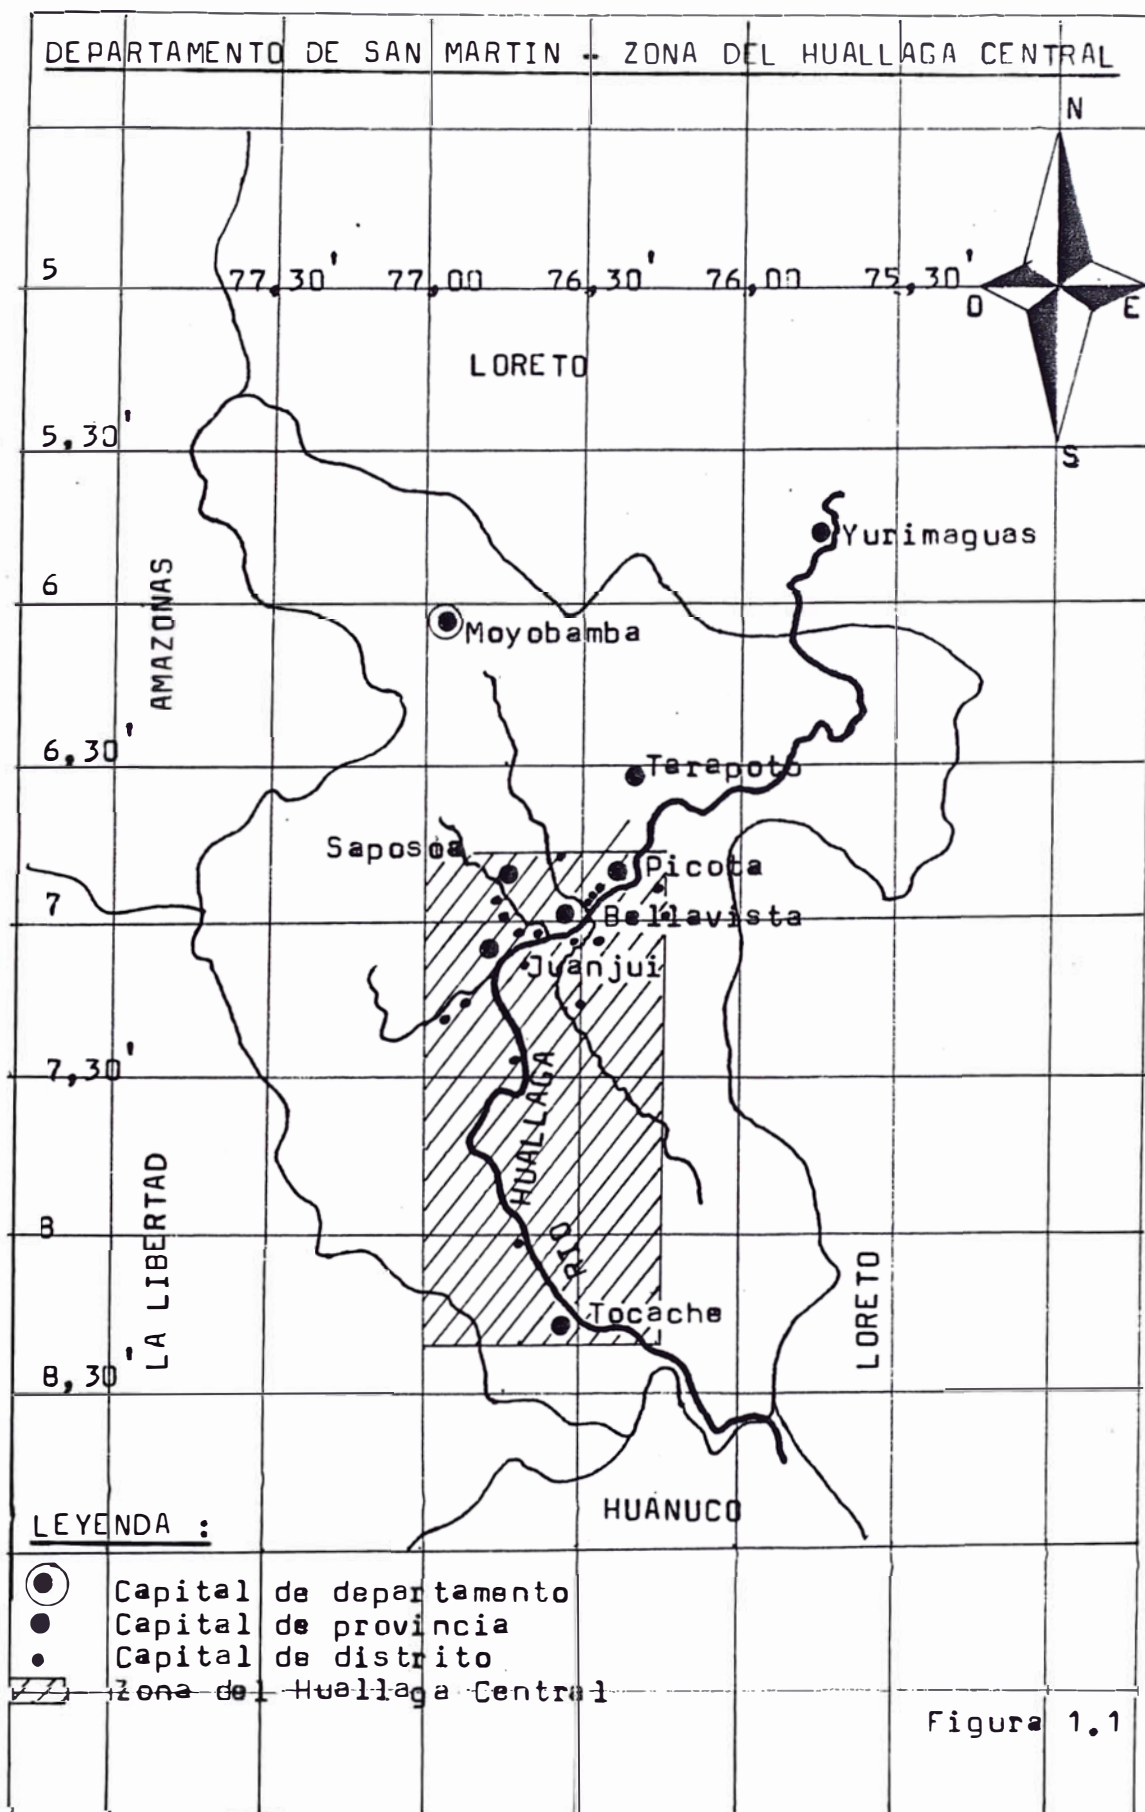 DEPARTAMENTO DE SAN MARTIN - ZONA DEL HUALLAGA CENTRAL
N
5
77,30' 77,00 76,30' 76,00 75,30'
O E
LORETO
5,30'
S
Yurimaguas
6
AMAZONAS
Moyobamba
6,30'
Tarapoto
Saposoa
Picota
7
Bellavista
Juanjui
7,30'
HUALLAGA
RIO
8
LA LIBERTAD
LORETO
Tocache
8,30'
HUANUCO
LEYENDA :
Capital de departamento
Capital de provincia
Capital de distrito
Zona del Huallaga Central
Figura 1.1